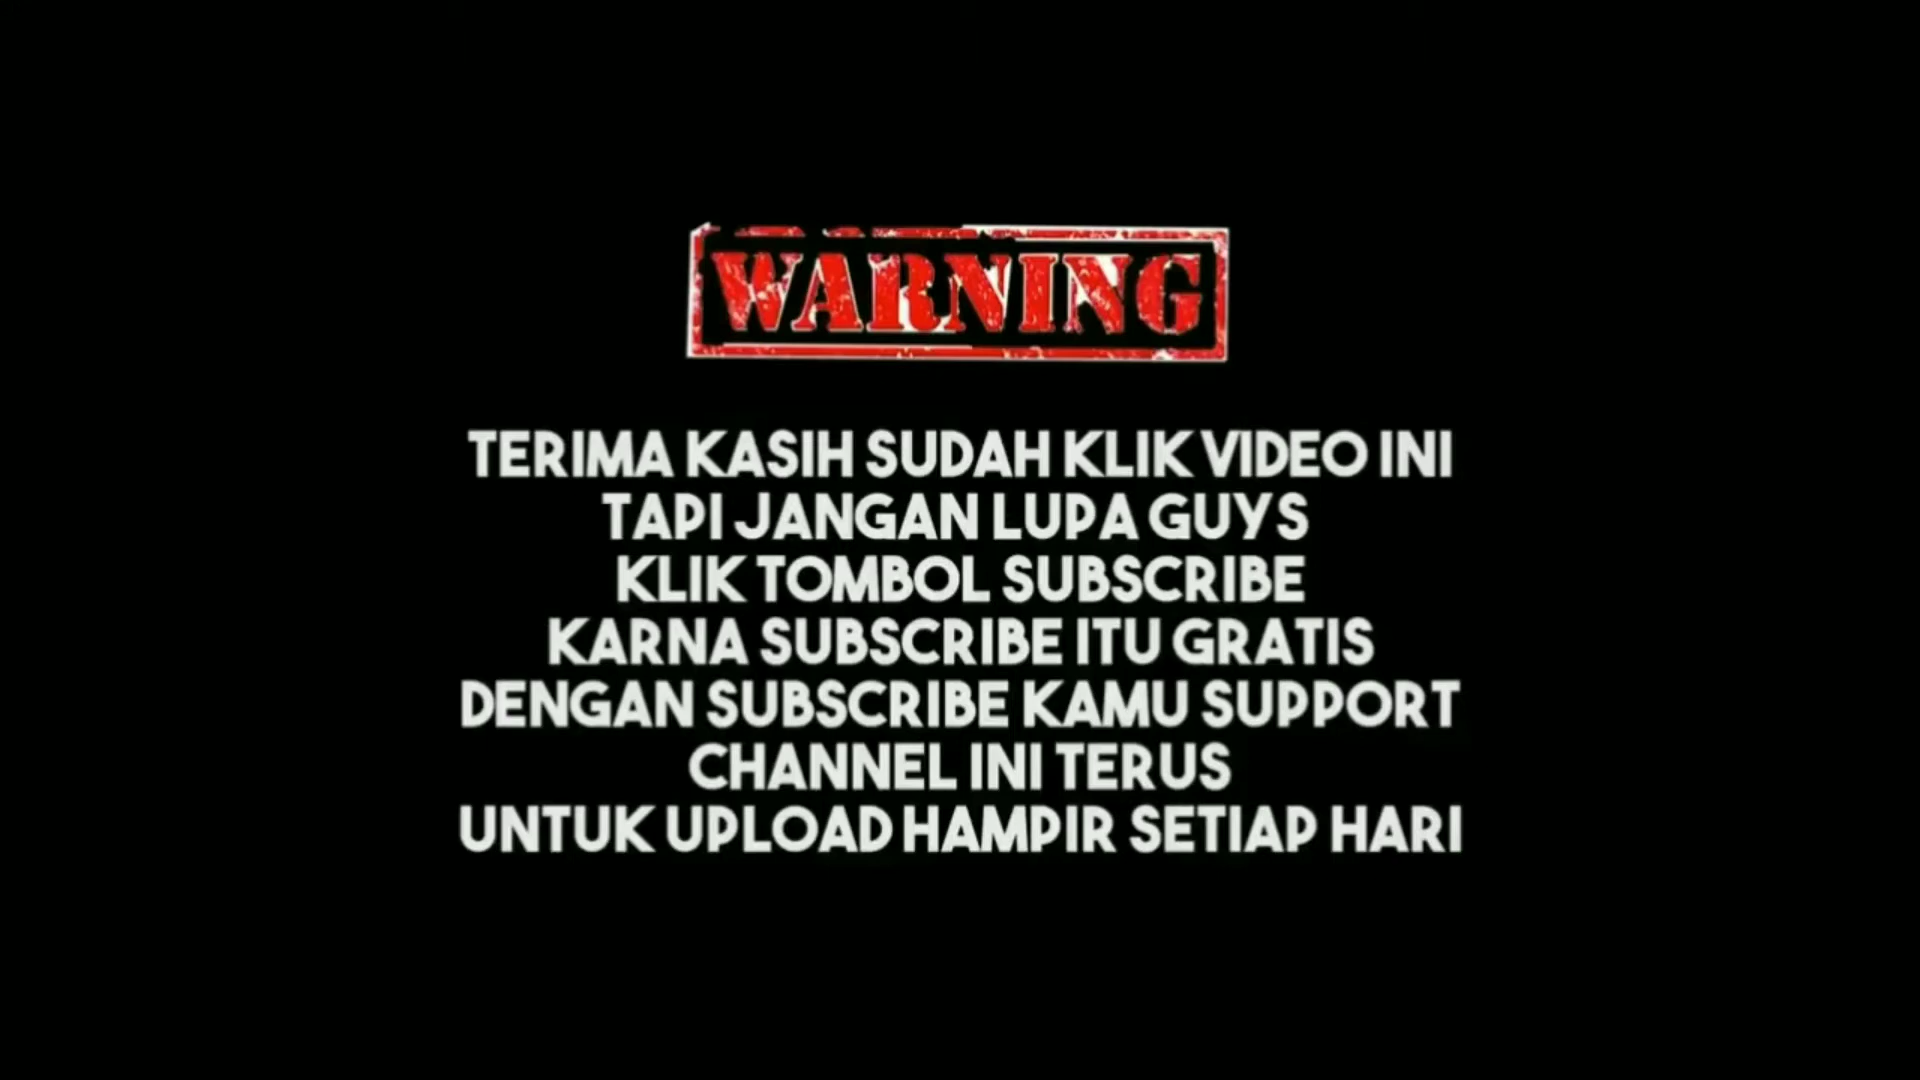 WARNING
TERIMA KASIH SUDAH KLIK VIDEO INI
TAPI JANGAN LUPA GUYS
KLIK TOMBOL SUBSCRIBE
KARNA SUBSCRIBE ITU GRATIS
DENGAN SUBSCRIBE KAMU SUPPORT
CHANNEL INI TERUS
UNTUK UPLOAD HAMPIR SETIAP HARI